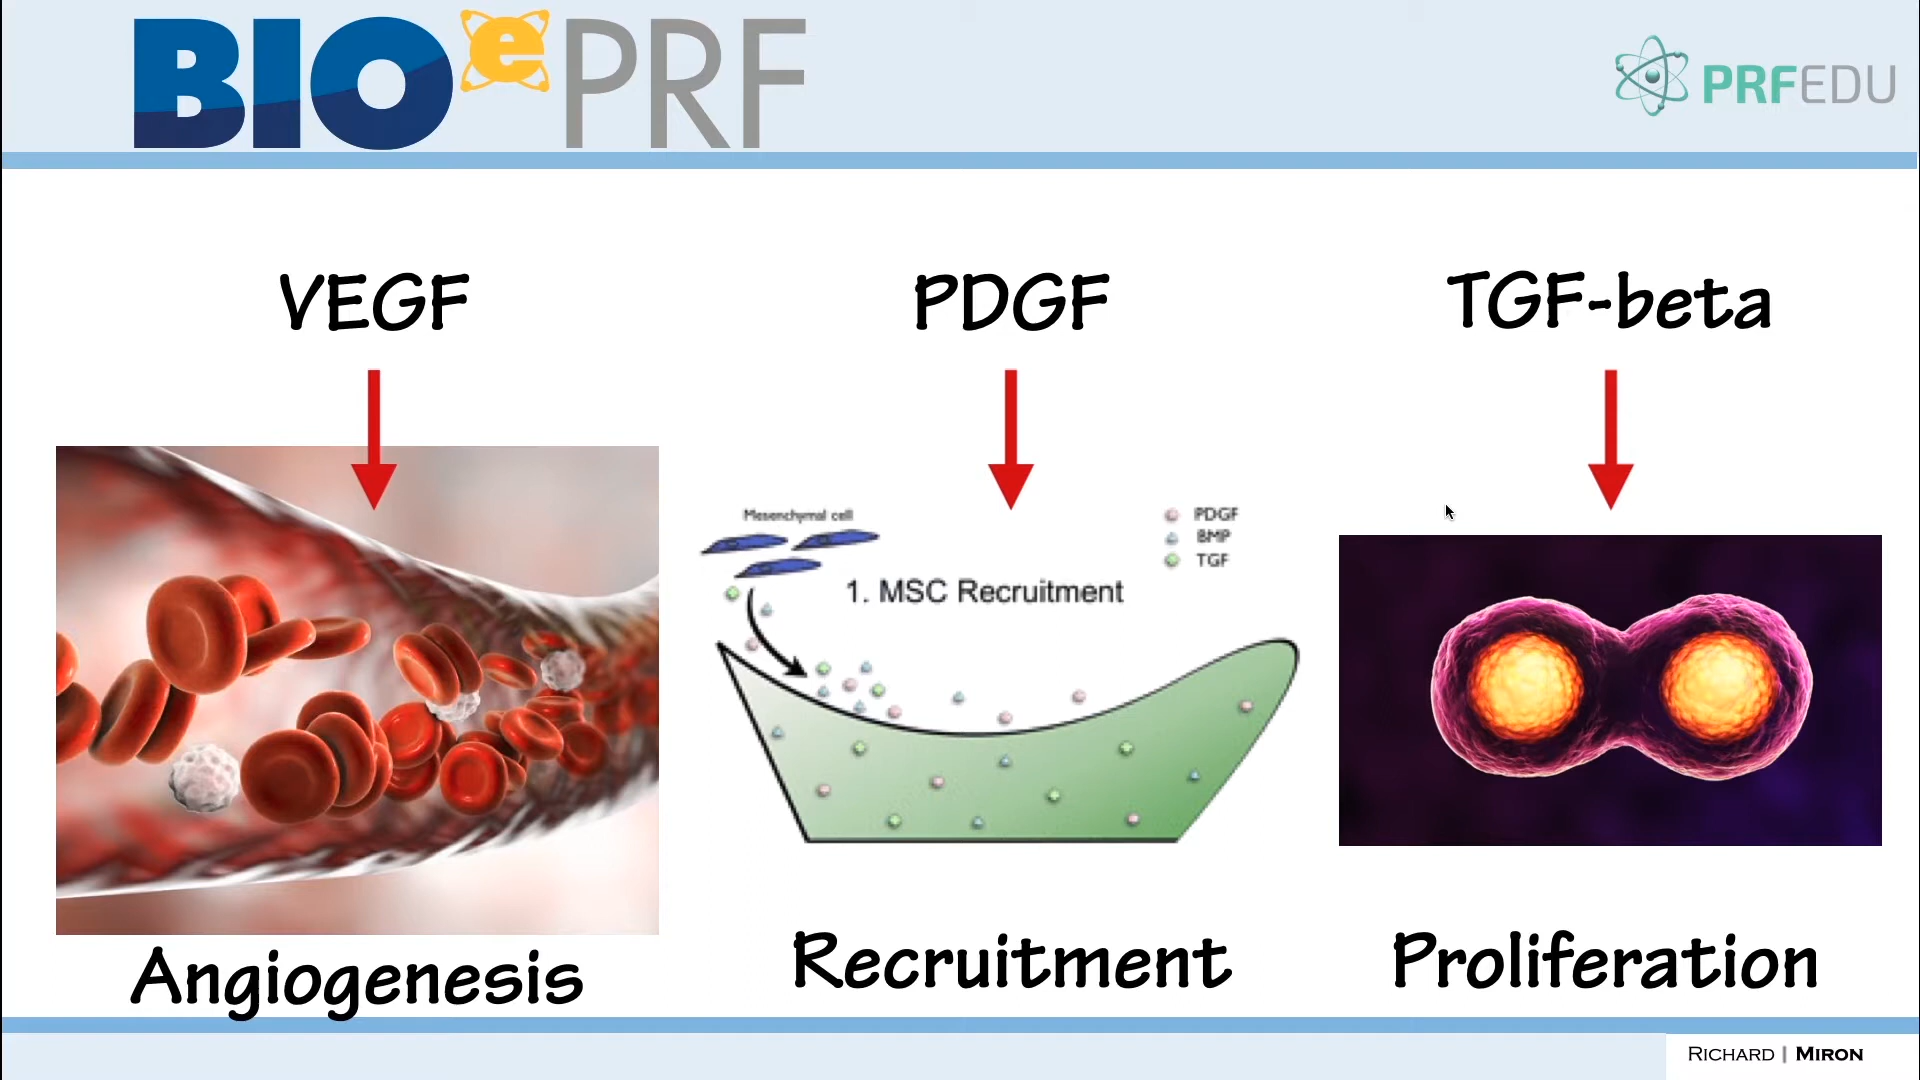 BIO e PRF
PRFEDU
VEGF
PDGF
TGF-beta
Mesenchymal cell
PDGF
BMP
TGF
1. MSC Recruitment
Angiogenesis
Recruitment
Proliferation
RICHARD | MIRON